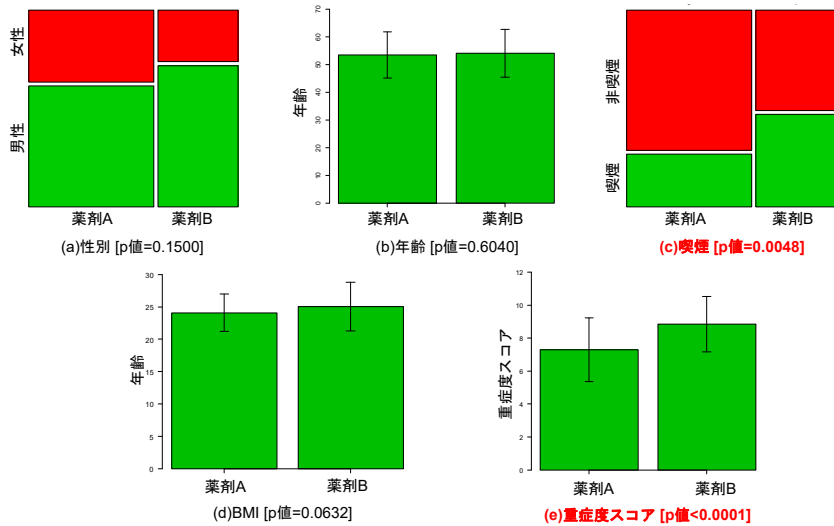 女性
男性
薬剤A
薬剤B
(a)性別 [p値=0.1500]
年齢
70
60
50
40
30
20
10
0
薬剤A
薬剤B
(b)年齢 [p値=0.6040]
非喫煙
喫煙
薬剤A
薬剤B
(c)喫煙 [p値=0.0048]
年齢
30
25
20
15
10
5
0
薬剤A
薬剤B
(d)BMI [p値=0.0632]
重症度スコア
12
10
8
6
4
2
0
薬剤A
薬剤B
(e)重症度スコア [p値<0.0001]